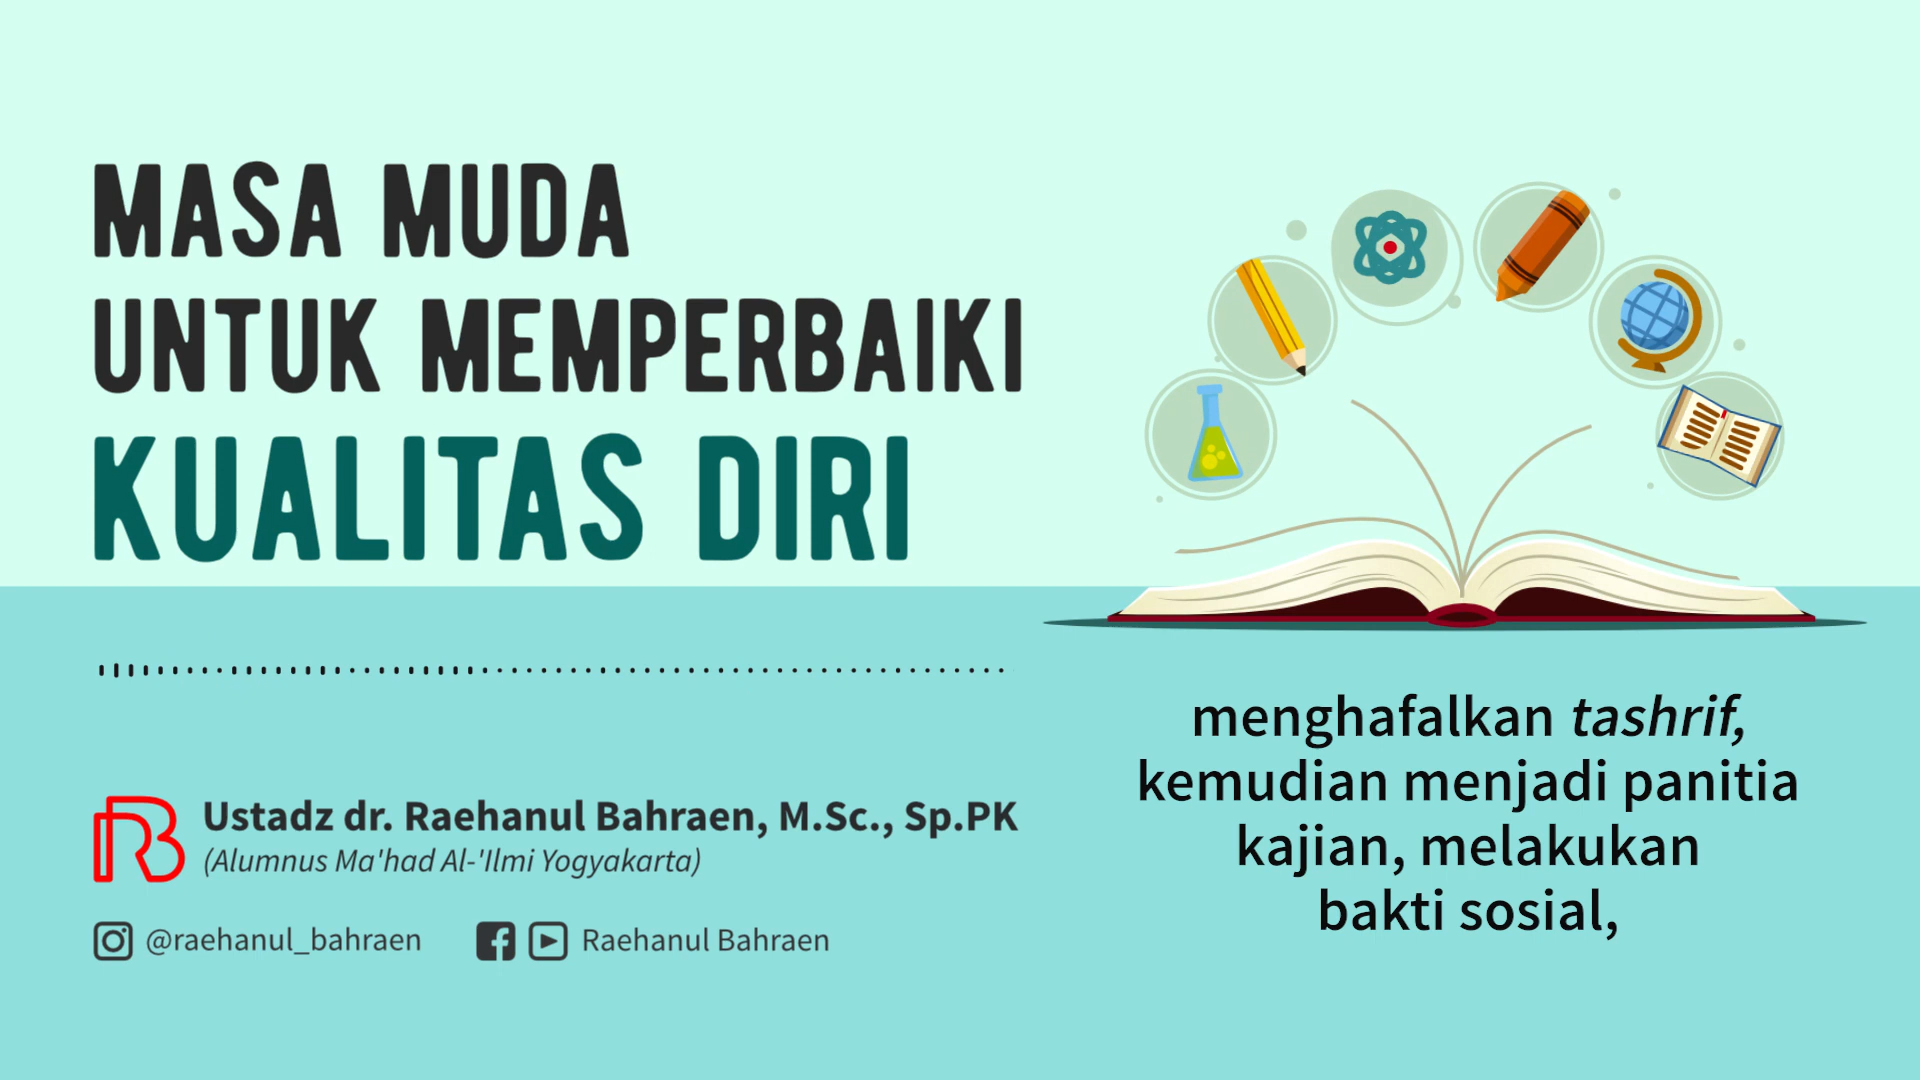 MASA MUDA
UNTUK MEMPERBAIKI
KUALITAS DIRI
Ustadz dr. Raehanul Bahraen, M.Sc., Sp.PK
(Alumnus Ma'had Al-'Ilmi Yogyakarta)
@raehanul_bahraen
Raehanul Bahraen
menghafalkan tashrif,
kemudian menjadi panitia
kajian, melakukan
bakti sosial,